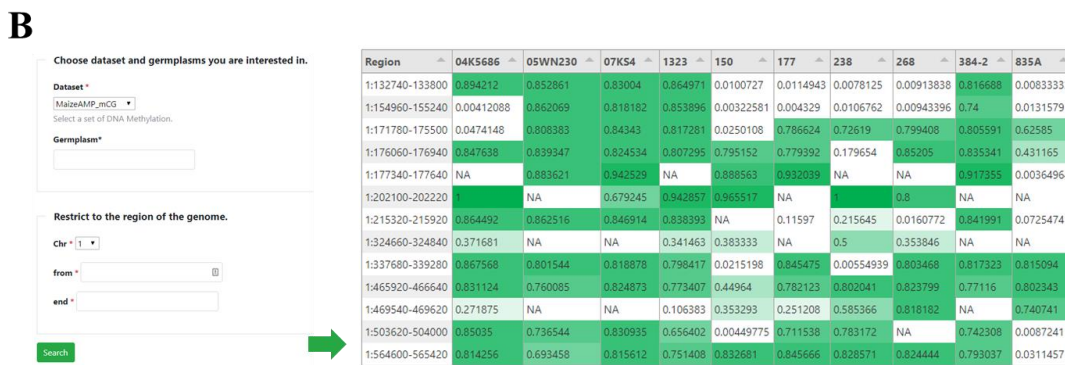 B
Choose dataset and germplasms you are interested in.
Dataset *
MaizeAMP_mCG
Select a set of DNA Methylation.
Germplasm*
Restrict to the region of the genome.
Chr * 1
from *
end *
Search
Region 04K5686 05WN230 07KS4 1323 150 177 238 268 384-2 835A
1:132740-133800 0.894212 0.852861 0.83004 0.864971 0.0100727 0.0114943 0.0078125 0.00913838 0.816688 0.0083333
1:154960-155240 0.00412088 0.862069 0.818182 0.853896 0.00322581 0.004329 0.0106762 0.00943396 0.74 0.0131579
1:171780-175500 0.0474148 0.808383 0.84343 0.817281 0.0250108 0.786624 0.72619 0.799408 0.805591 0.62585
1:176060-176940 0.847638 0.839347 0.824534 0.807295 0.795152 0.779392 0.179654 0.85205 0.835341 0.431165
1:177340-177640 NA 0.883621 0.942529 NA 0.888563 0.932039 NA NA 0.917355 0.0036496
1:202100-202220 1 NA 0.679245 0.942857 0.965517 NA 1 0.8 NA NA
1:215320-215920 0.864492 0.862516 0.846914 0.838393 NA 0.11597 0.215645 0.0160772 0.841991 0.0725474
1:324660-324840 0.371681 NA NA 0.341463 0.383333 NA 0.5 0.353846 NA NA
1:337680-339280 0.867568 0.801544 0.818878 0.798417 0.0215198 0.845475 0.00554939 0.803468 0.817323 0.815094
1:465920-466640 0.831124 0.760085 0.824873 0.773407 0.44964 0.782123 0.802041 0.823799 0.77116 0.802343
1:469540-469620 0.271875 NA NA 0.106383 0.353293 0.251208 0.585366 0.818182 NA 0.740741
1:503620-504000 0.85035 0.736544 0.830935 0.656402 0.00449775 0.711538 0.783172 NA 0.742308 0.0087241
1:564600-565420 0.814256 0.693458 0.815612 0.751408 0.832681 0.845666 0.828571 0.824444 0.793037 0.0311457